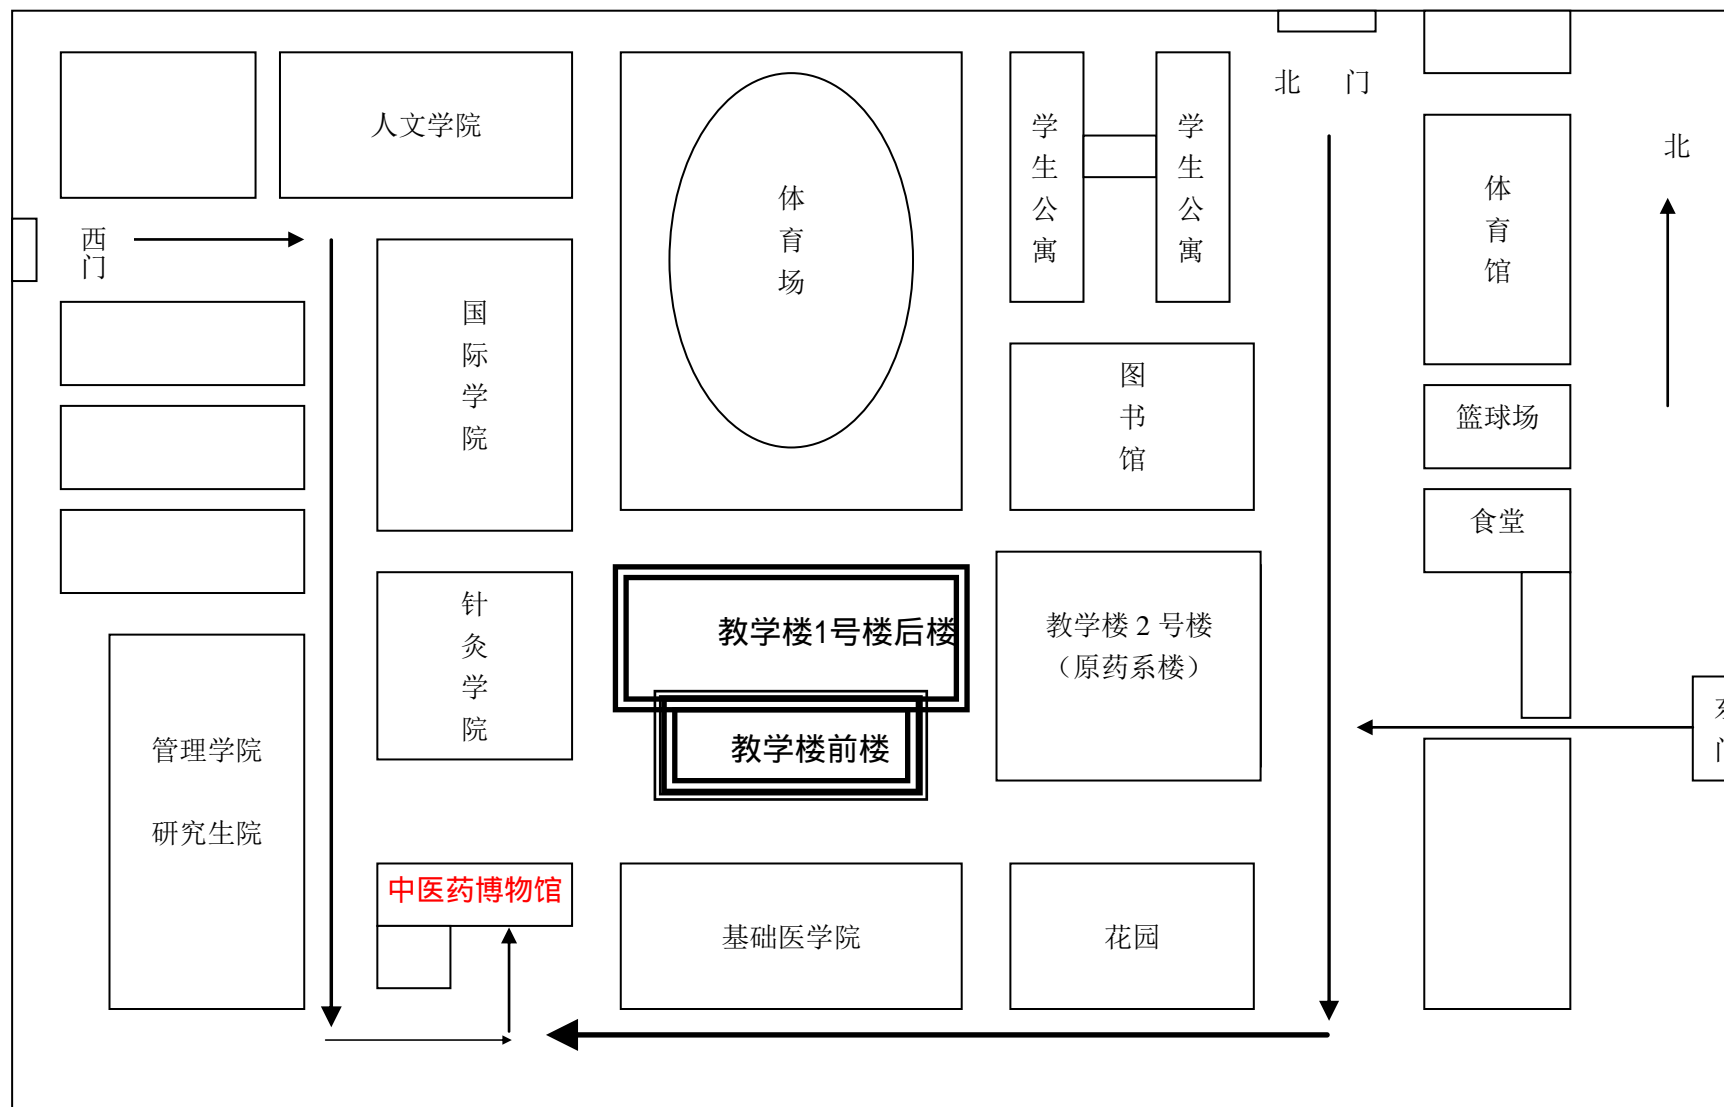 北 门
人文学院
学生公寓
学生公寓
北
体育场
体育馆
西门
国际学院
图书馆
篮球场
食堂
针灸学院
教学楼1号楼后楼
教学楼 2 号楼
（原药系楼）
教学楼前楼
管理学院
研究生院
中医药博物馆
基础医学院
花园